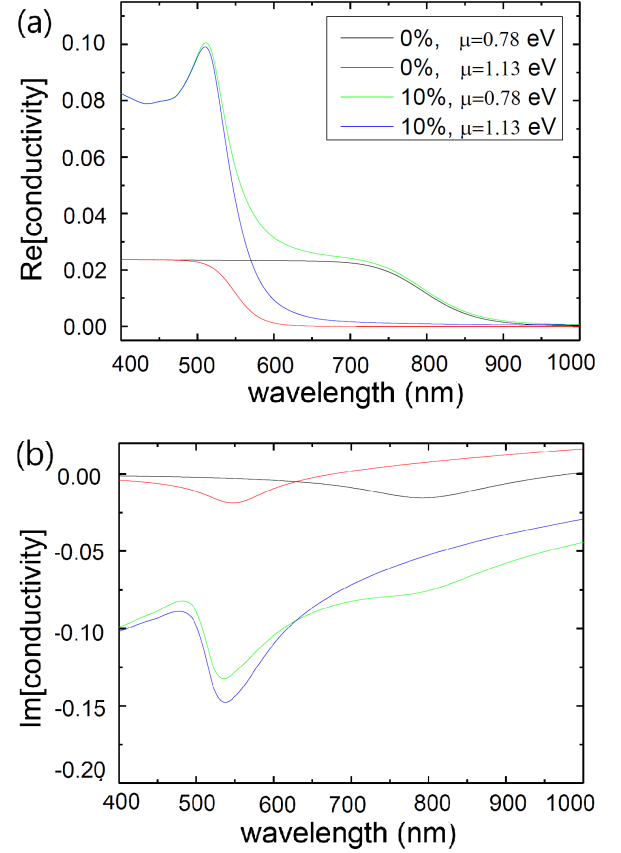 (a)
0%, μ=0.78 eV
0%, μ=1.13 eV
10%, μ=0.78 eV
10%, μ=1.13 eV
Re[conductivity]
0.10
0.08
0.06
0.04
0.02
0.00
400 500 600 700 800 900 1000
wavelength (nm)
(b)
Im[conductivity]
0.00
-0.05
-0.10
-0.15
-0.20
400 500 600 700 800 900 1000
wavelength (nm)